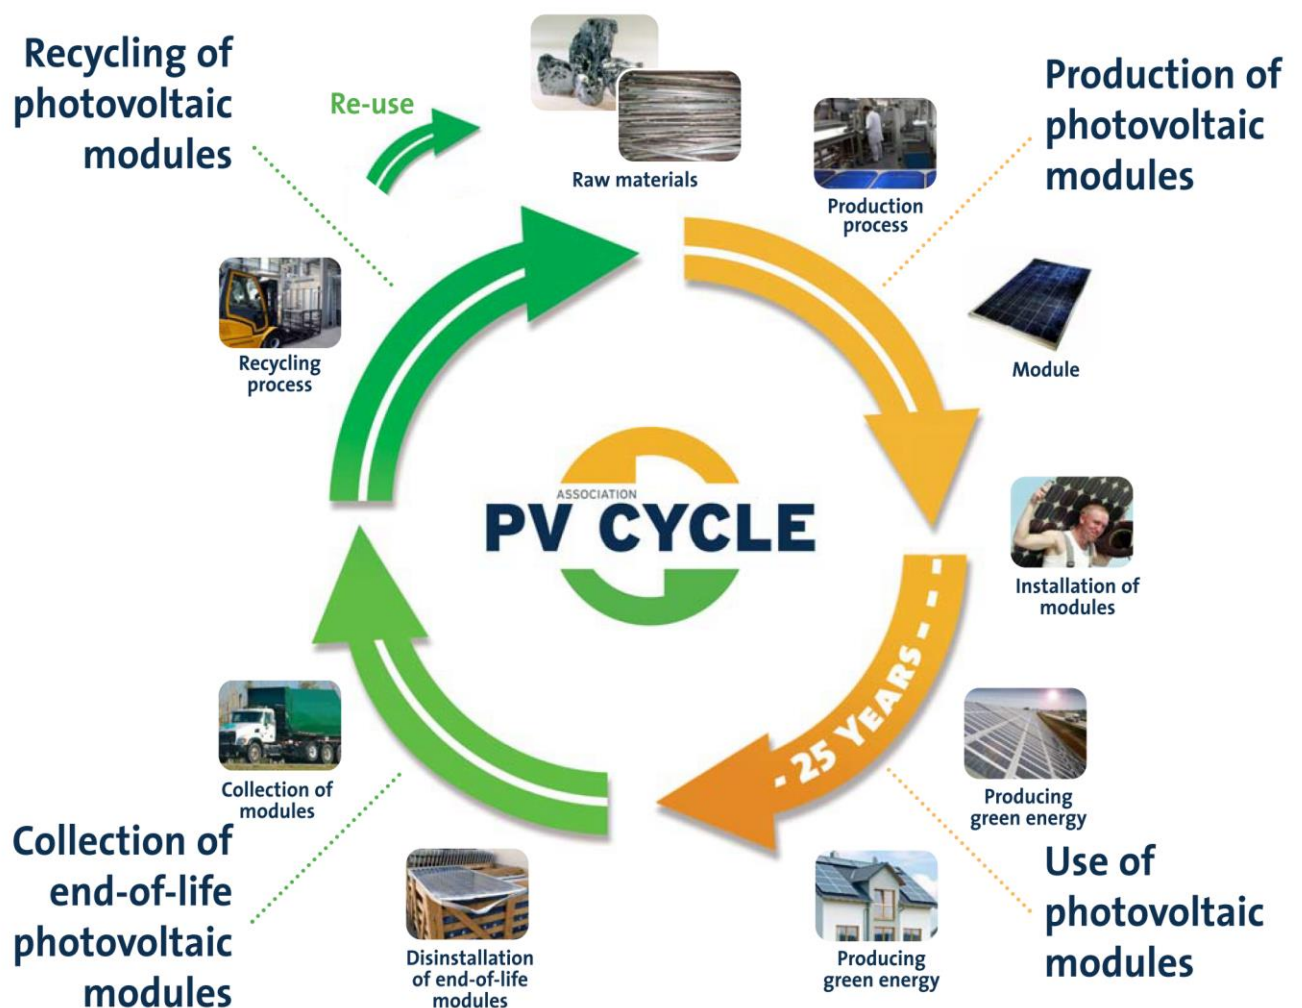 Recycling of
photovoltaic
modules
Re-use
Raw materials
Production
process
Production of
photovoltaic
modules
Recycling
process
Module
ASSOCIATION
PV CYCLE
Installation of
modules
- 25 YEARS - - -
Collection of
modules
Producing
green energy
Collection of
end-of-life
photovoltaic
modules
Disinstallation
of end-of-life
modules
Producing
green energy
Use of
photovoltaic
modules